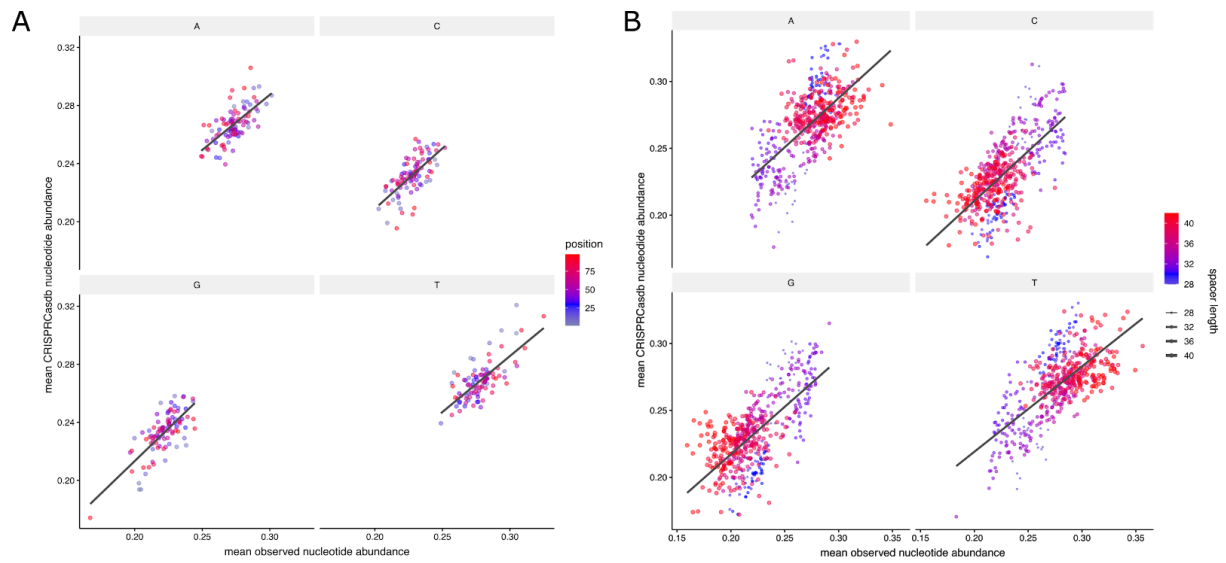 A
A
C
0.32
0.28
0.24
0.20
G
T
0.32
0.28
0.24
0.20
0.20
0.25
0.30
0.20
0.25
0.30
mean CRISPRCasdb nucleodide abundance
mean observed nucleotide abundance
position
75
50
25
B
A
C
0.30
0.25
0.20
G
T
0.30
0.25
0.20
0.15
0.20
0.25
0.30
0.35
0.15
0.20
0.25
0.30
0.35
mean CRISPRCasdb nucleotide abundance
mean observed nucleotide abundance
40
36
32
28
spacer length
28
32
36
40